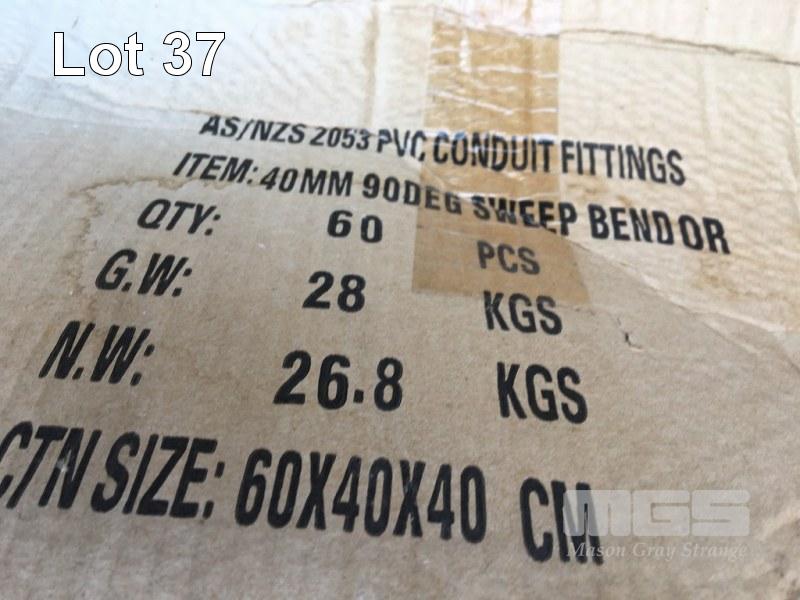 Lot 37
AS/NZS 2053 PVC CONDUIT FITTINGS
ITEM: 40MM 90DEG SWEEP BEND OR
QTY: 60 PCS
G.W: 28 KGS
N.W: 26.8 KGS
CTN SIZE: 60X40X40 CM
MGS
Mason Gray Strange